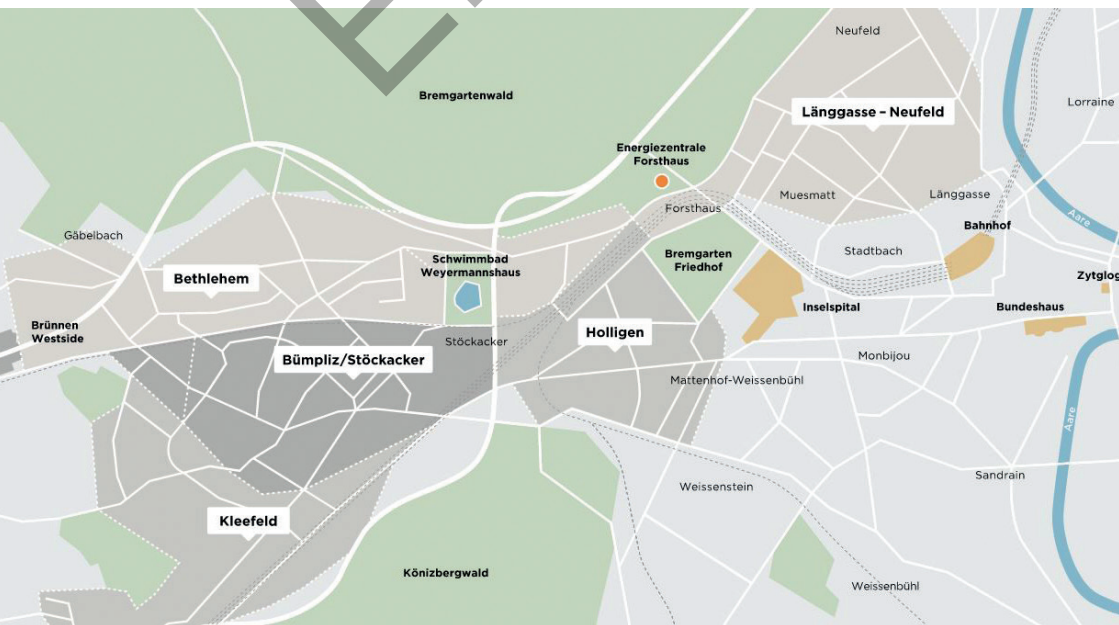 Neufeld
Bremgartenwald
Lorraine
Länggasse – Neufeld
Energiezentrale
Forsthaus
Muesmatt
Länggasse
Forsthaus
Aare
Bahnhof
Gäbelbach
Stadtbach
Bremgarten
Friedhof
Schwimmbad
Weyermannshaus
Bethlehem
Zytglog
Inselspital
Bundeshaus
Brünnen
Westside
Holligen
Stöckacker
Bümpliz/Stöckacker
Monbijou
Mattenhof-Weissenbühl
Aare
Sandrain
Weissenstein
Kleefeld
Könizbergwald
Weissenbühl